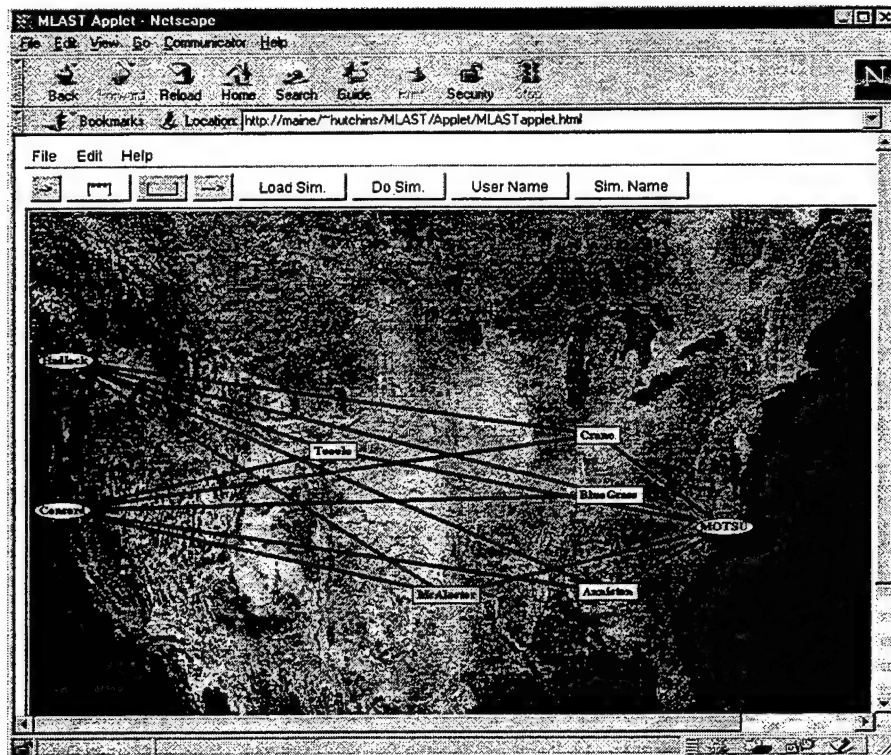 MLAST Applet - Netscape
File Edit View Go Communicator Help
Back Forward Reload Home Search Guide Print Security Stop
Bookmarks Location: http://maine/~hutchins/MLAST/Applet/MLASTapplet.html
N
File Edit Help
Load Sim. Do Sim. User Name Sim. Name
Hadlock
Crane
Tooele
Blue Grass
Concord
MOTSU
McAlester
Anniston